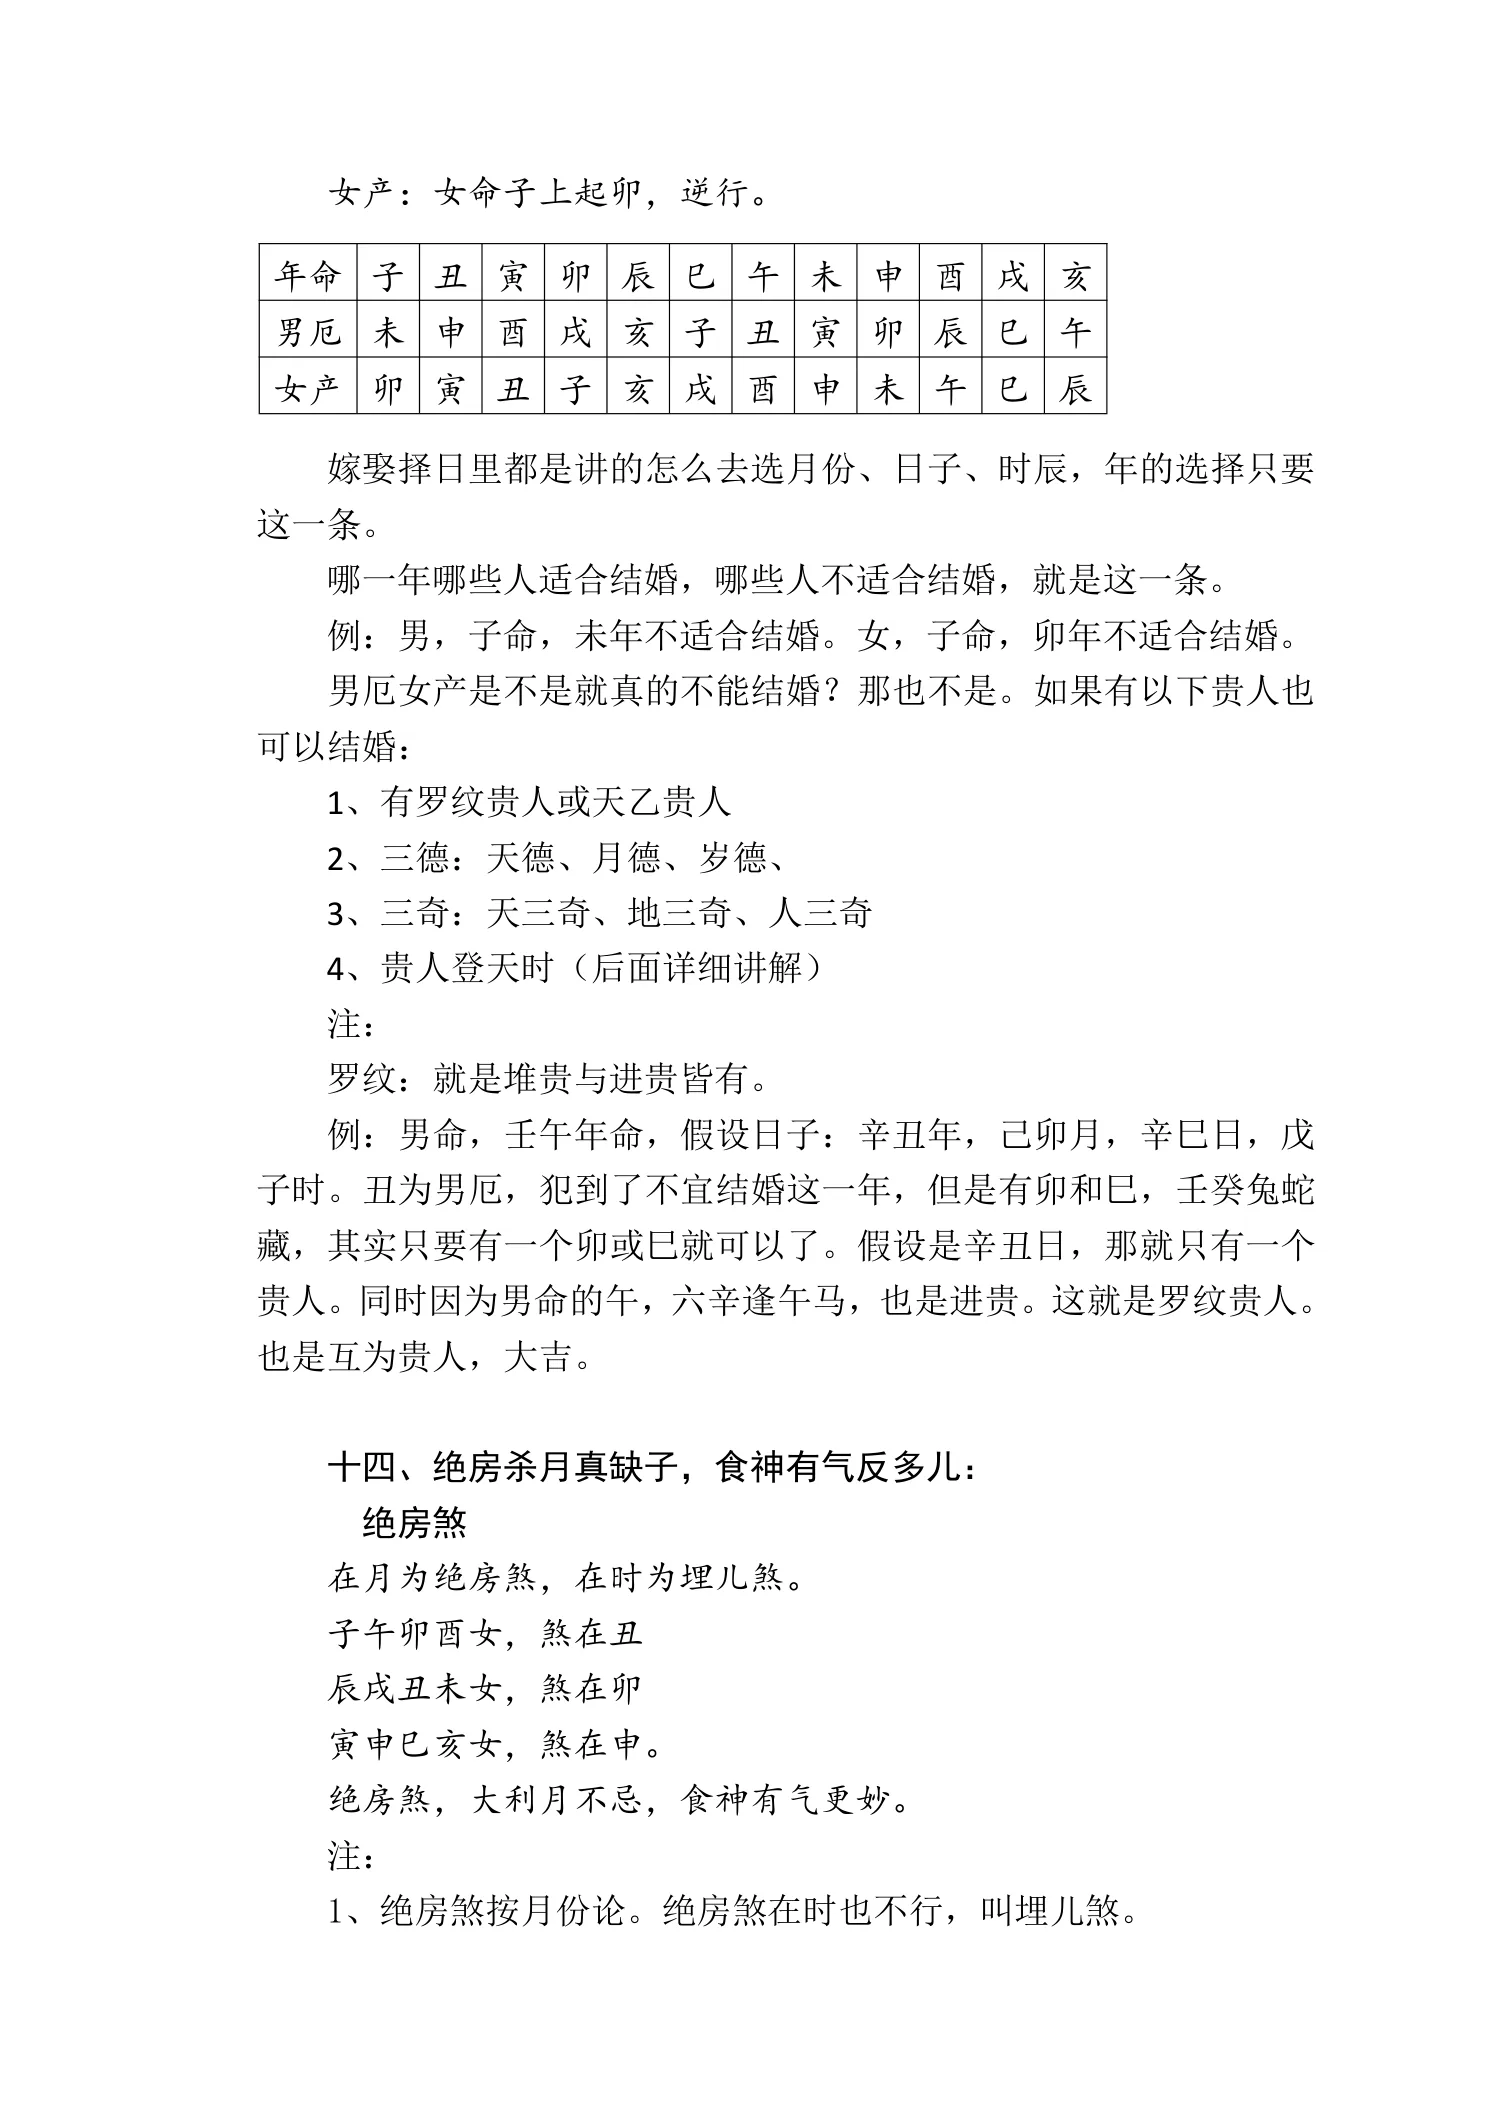 女产：女命子上起卯，逆行。
年命 子 丑 寅 卯 辰 巳 午 未 申 酉 戌 亥
男厄 未 申 酉 戌 亥 子 丑 寅 卯 辰 巳 午
女产 卯 寅 丑 子 亥 戌 酉 申 未 午 巳 辰
嫁娶择日里都是讲的怎么去选月份、日子、时辰，年的选择只要
这一条。
哪一年哪些人适合结婚，哪些人不适合结婚，就是这一条。
例：男，子命，未年不适合结婚。女，子命，卯年不适合结婚。
男厄女产是不是就真的不能结婚？那也不是。如果有以下贵人也
可以结婚：
1、有罗纹贵人或天乙贵人
2、三德：天德、月德、岁德、
3、三奇：天三奇、地三奇、人三奇
4、贵人登天时（后面详细讲解）
注：
罗纹：就是堆贵与进贵皆有。
例：男命，壬午年命，假设日子：辛丑年，己卯月，辛巳日，戊
子时。丑为男厄，犯到了不宜结婚这一年，但是有卯和巳，壬癸兔蛇
藏，其实只要有一个卯或巳就可以了。假设是辛丑日，那就只有一个
贵人。同时因为男命的午，六辛逢午马，也是进贵。这就是罗纹贵人。
也是互为贵人，大吉。
十四、绝房杀月真缺子，食神有气反多儿：
绝房煞
在月为绝房煞，在时为埋儿煞。
子午卯酉女，煞在丑
辰戌丑未女，煞在卯
寅申巳亥女，煞在申。
绝房煞，大利月不忌，食神有气更妙。
注：
1、绝房煞按月份论。绝房煞在时也不行，叫埋儿煞。